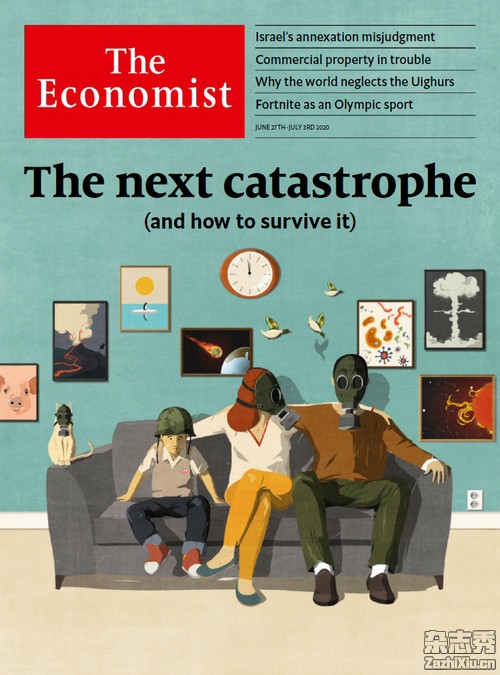 The
Economist
Israel's annexation misjudgment
Commercial property in trouble
Why the world neglects the Uighurs
Fortnite as an Olympic sport
JUNE 27TH–JULY 3RD 2020
The next catastrophe
(and how to survive it)
杂志秀
ZazhiXiu.cn